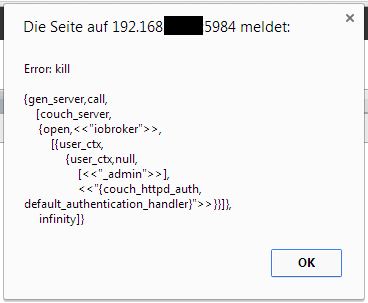 Die Seite auf 192.168 5984 meldet:
Error: kill
{gen_server,call,
[couch_server,
{open,<<"iobroker">>,
[{user_ctx,
{user_ctx,null,
[<<"_admin">>],
<<"{couch_httpd_auth,
default_authentication_handler}">>}}]},
infinity]}
OK